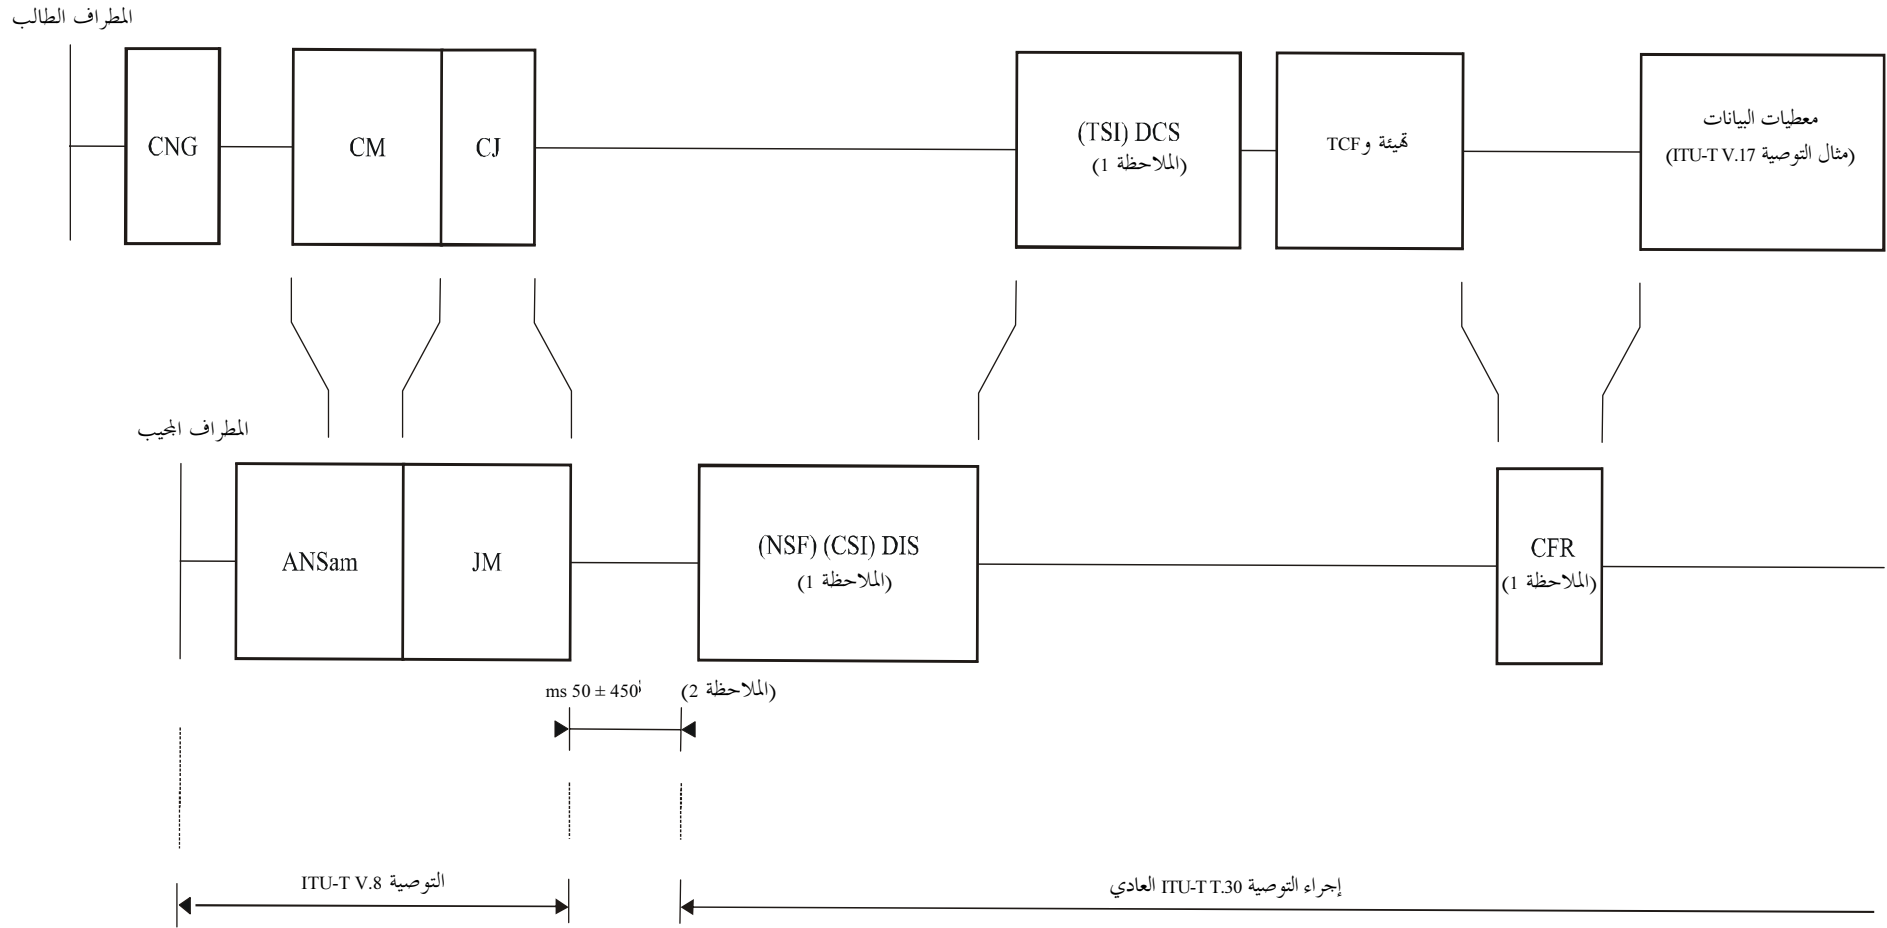 المطراف الطالب
CNG
CM
CJ
(TSI) DCS
(الملاحظة 1)
تهيئة و TCF
معطيات البيانات
(مثال التوصية ITU-T V.17)
المطراف المجيب
ANSam
JM
(NSF) (CSI) DIS
(الملاحظة 1)
CFR
(الملاحظة 1)
ms 50 ± 450
(الملاحظة 2)
التوصية ITU-T V.8
إجراء التوصية ITU-T T.30 العادي